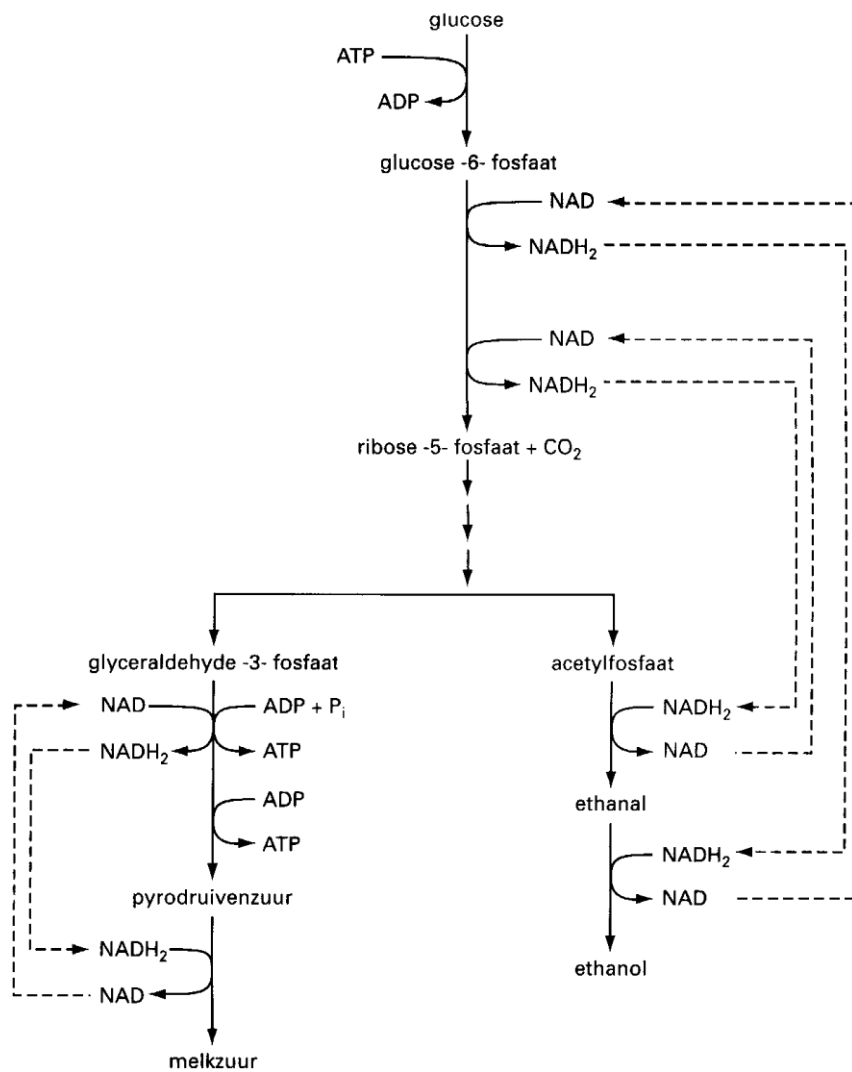 glucose
ATP
ADP
glucose -6- fosfaat
NAD
NADH₂
NAD
NADH₂
ribose -5- fosfaat + CO₂
glyceraldehyde -3- fosfaat
NAD
ADP + Pᵢ
NADH₂
ATP
ADP
ATP
pyrodruivenzuur
NADH₂
NAD
melkzuur
acetylfosfaat
NADH₂
NAD
ethanal
NADH₂
NAD
ethanol